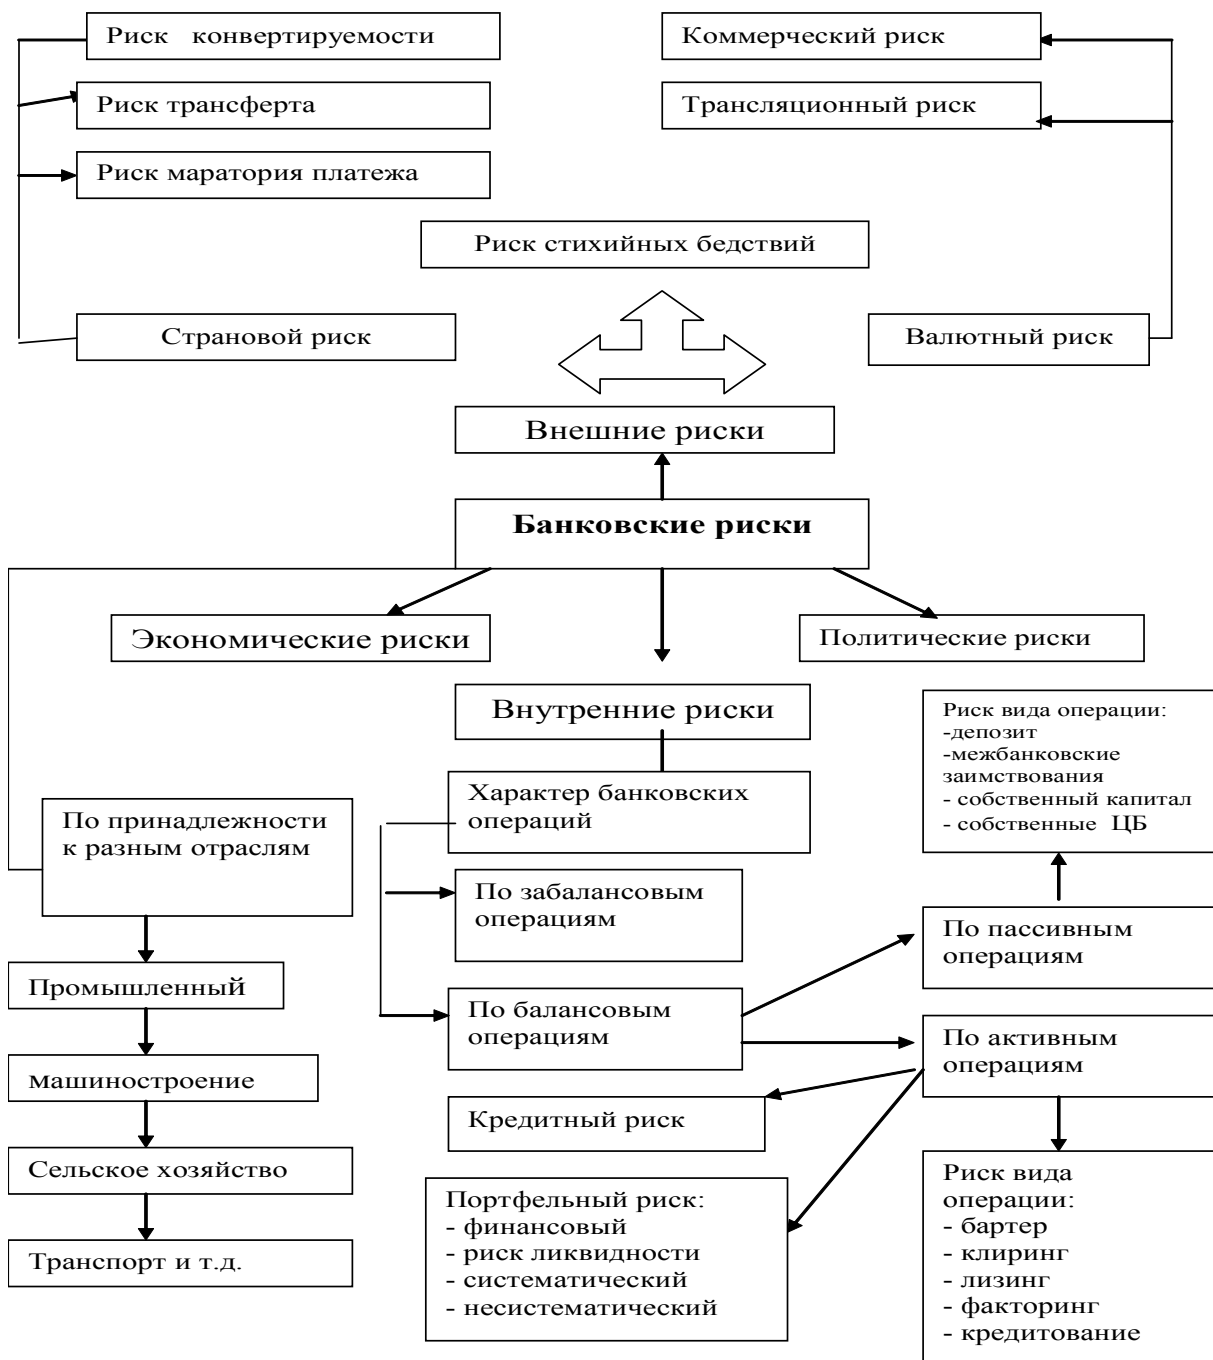 Риск конвертируемости
Коммерческий риск
Риск трансферта
Трансляционный риск
Риск маратория платежа
Риск стихийных бедствий
Страновой риск
Валютный риск
Внешние риски
Банковские риски
Экономические риски
Политические риски
Внутренние риски
Риск вида операции:
-депозит
-межбанковские
заимствования
- собственный капитал
- собственные ЦБ
Характер банковских
операций
По принадлежности
к разным отраслям
По забалансовым
операциям
По пассивным
операциям
Промышленный
По балансовым
операциям
По активным
операциям
машиностроение
Кредитный риск
Сельское хозяйство
Портфельный риск:
- финансовый
- риск ликвидности
- систематический
- несистематический
Риск вида
операции:
- бартер
- клиринг
- лизинг
- факторинг
- кредитование
Транспорт и т.д.